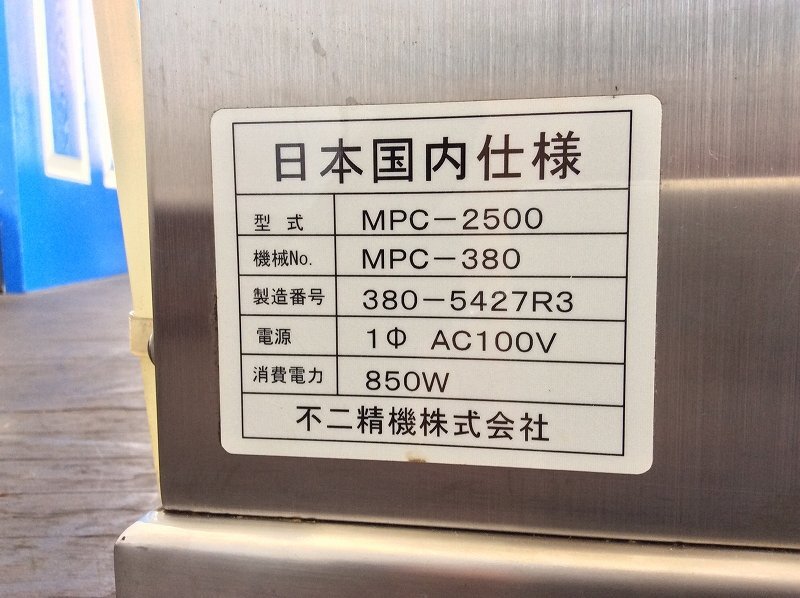 日本国内仕様
型式 MPC-2500
機械No. MPC-380
製造番号 380-5427R3
電源 1Φ AC100V
消費電力 850W
不二精機株式会社